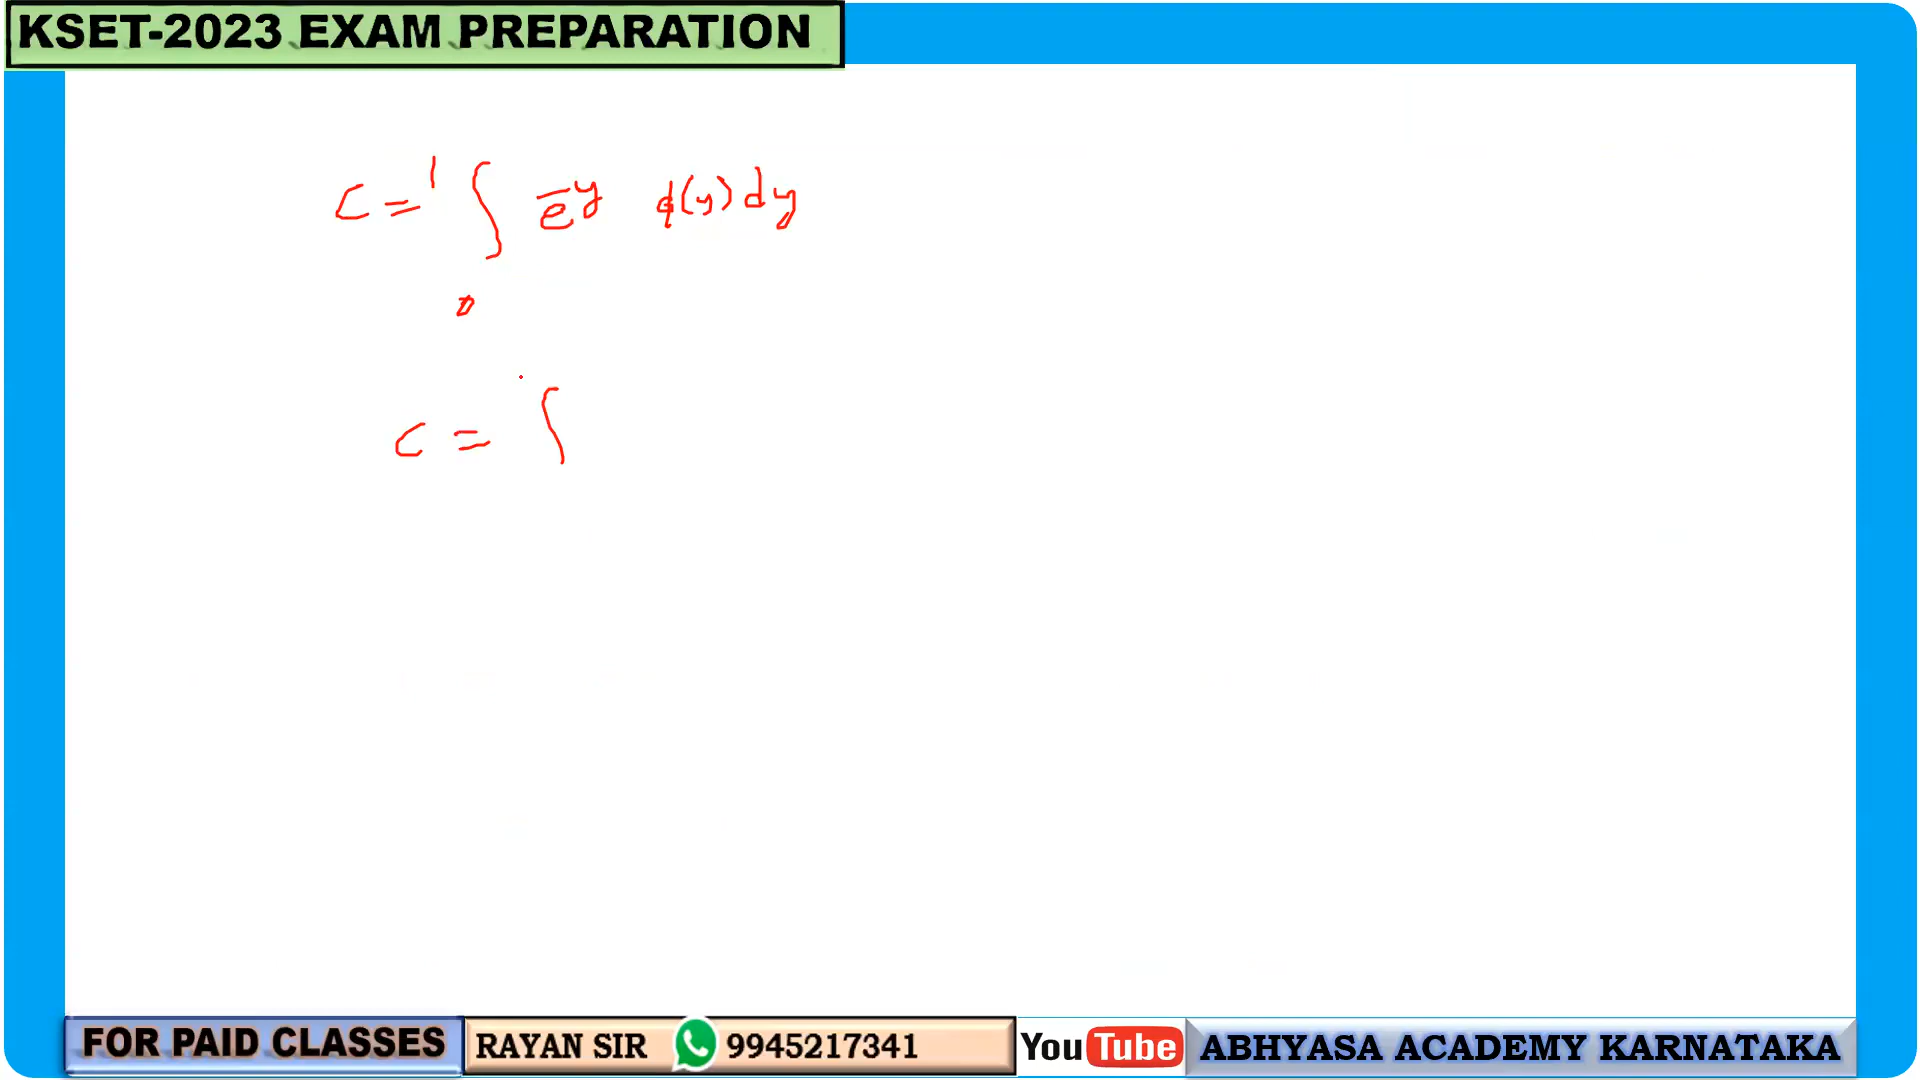 KSET-2023 EXAM PREPARATION
C = ∫₀¹ e⁻ʸ ϕ(y) dy
C = ∫
FOR PAID CLASSES RAYAN SIR 9945217341 YouTube ABHYASA ACADEMY KARNATAKA